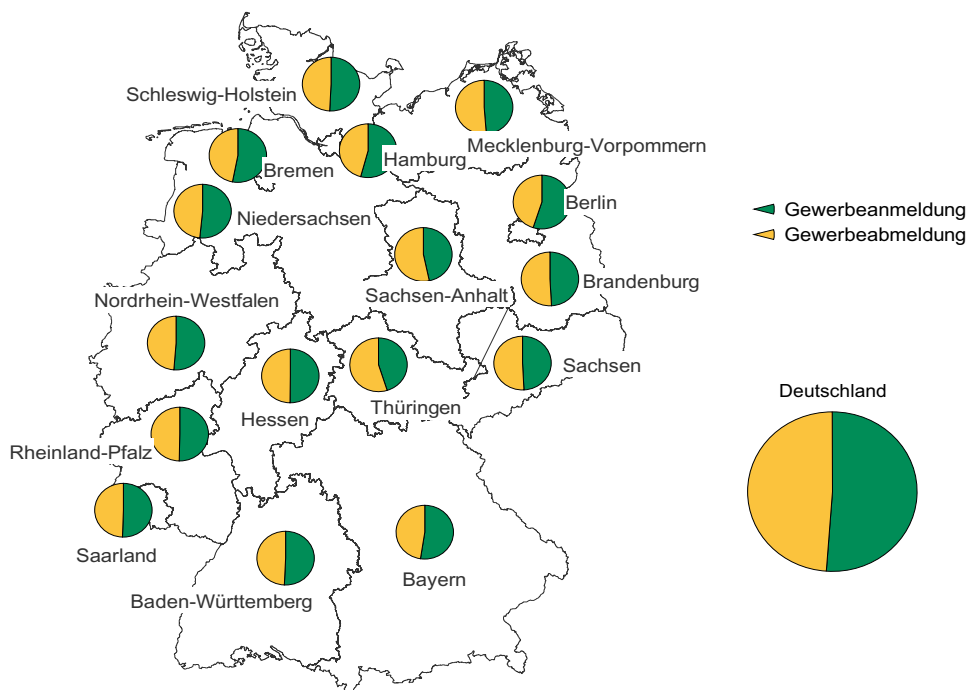 Schleswig-Holstein
Mecklenburg-Vorpommern
Hamburg
Bremen
Berlin
Niedersachsen
Gewerbeanmeldung
Gewerbeabmeldung
Brandenburg
Sachsen-Anhalt
Nordrhein-Westfalen
Sachsen
Hessen
Thüringen
Deutschland
Rheinland-Pfalz
Saarland
Bayern
Baden-Württemberg